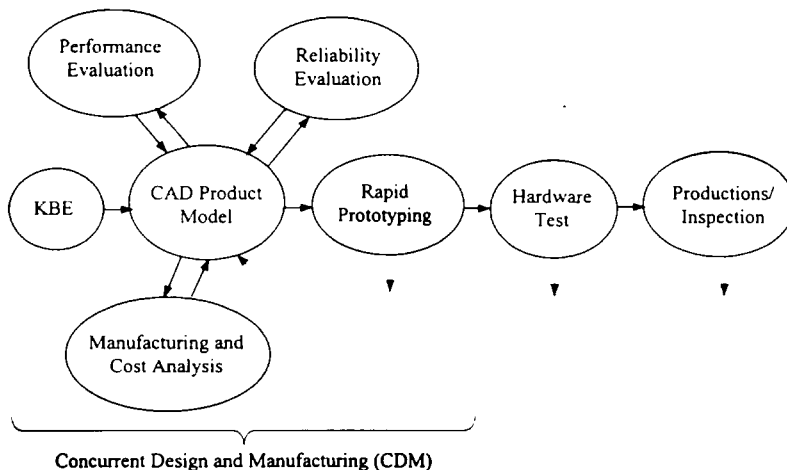 Performance
Evaluation
Reliability
Evaluation
KBE
CAD Product
Model
Rapid
Prototyping
Hardware
Test
Productions/
Inspection
Manufacturing and
Cost Analysis
Concurrent Design and Manufacturing (CDM)